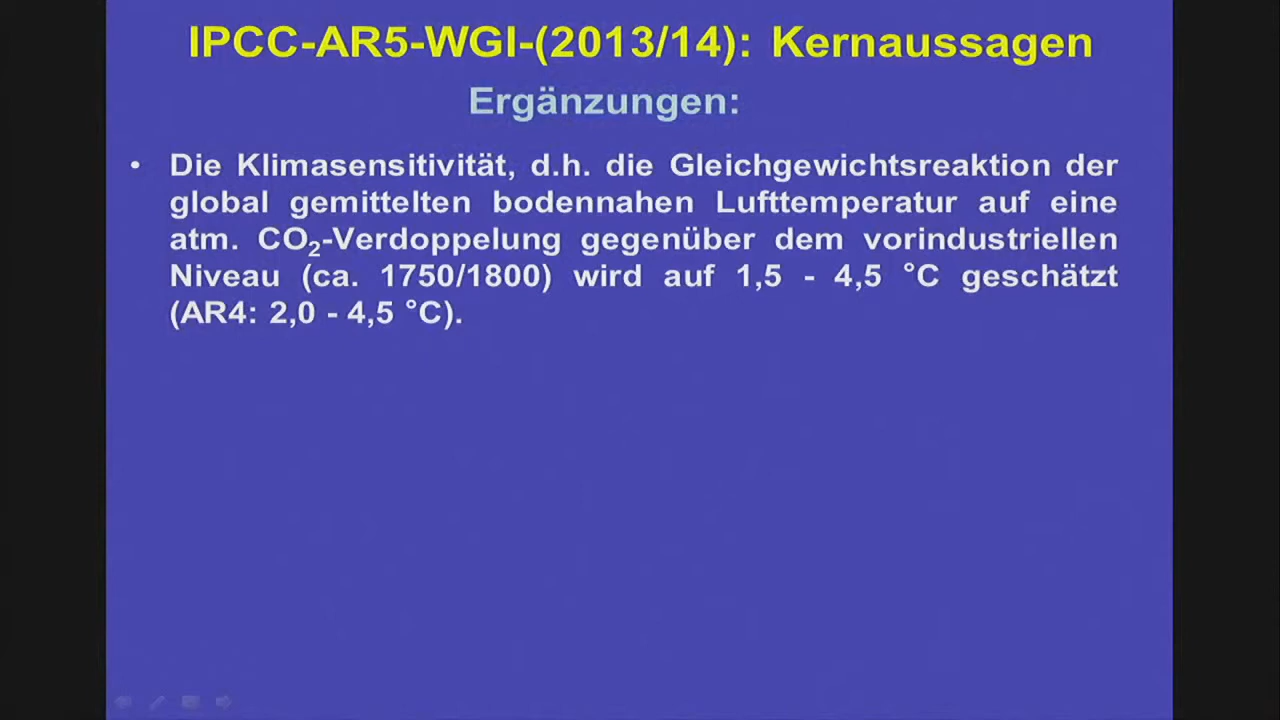 IPCC-AR5-WGI-(2013/14): Kernaussagen
Ergänzungen:
• Die Klimasensitivität, d.h. die Gleichgewichtsreaktion der
global gemittelten bodennahen Lufttemperatur auf eine
atm. CO₂-Verdoppelung gegenüber dem vorindustriellen
Niveau (ca. 1750/1800) wird auf 1,5 - 4,5 °C geschätzt
(AR4: 2,0 - 4,5 °C).